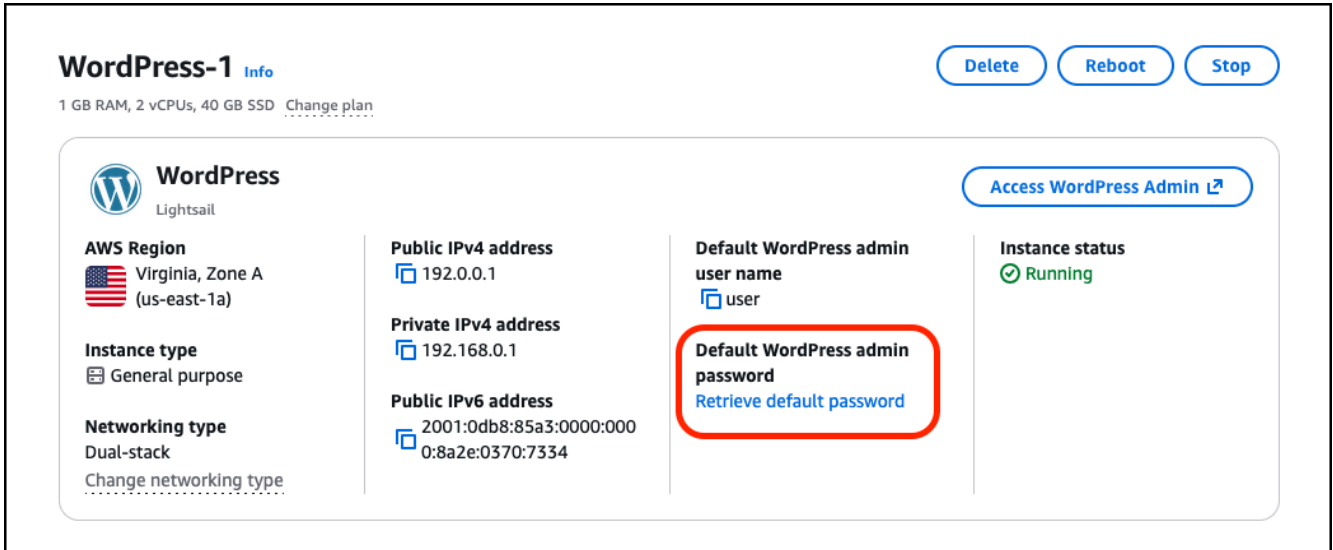 WordPress-1 Info
Delete
Reboot
Stop
1 GB RAM, 2 vCPUs, 40 GB SSD Change plan
WordPress
Lightsail
Access WordPress Admin
AWS Region
Virginia, Zone A
(us-east-1a)
Instance type
General purpose
Networking type
Dual-stack
Change networking type
Public IPv4 address
192.0.0.1
Private IPv4 address
192.168.0.1
Public IPv6 address
2001:0db8:85a3:0000:000
0:8a2e:0370:7334
Default WordPress admin
user name
user
Default WordPress admin
password
Retrieve default password
Instance status
Running